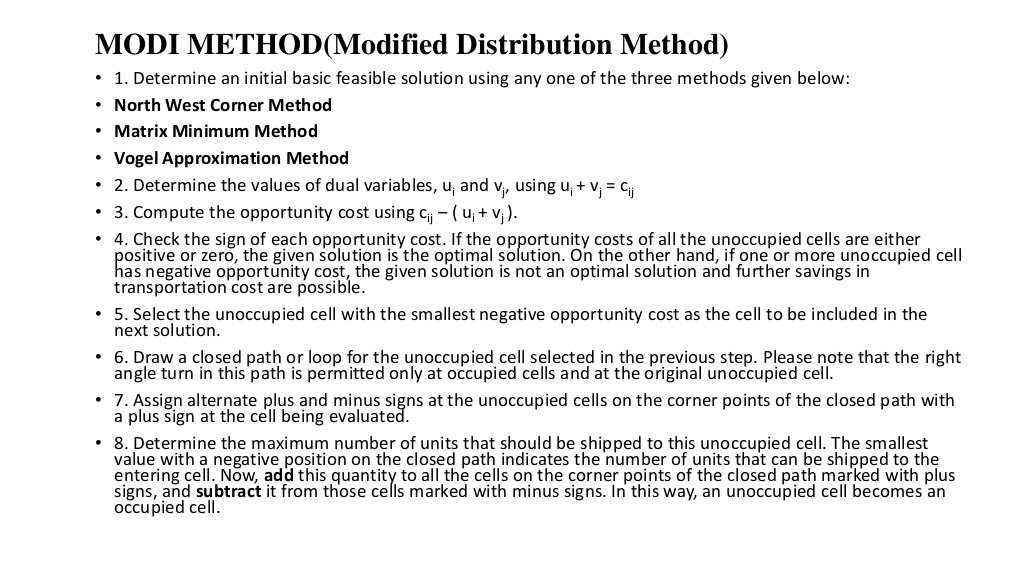 MODI METHOD(Modified Distribution Method)
• 1. Determine an initial basic feasible solution using any one of the three methods given below:
• North West Corner Method
• Matrix Minimum Method
• Vogel Approximation Method
• 2. Determine the values of dual variables, ui and vj, using ui + vj = cij
• 3. Compute the opportunity cost using cij – ( ui + vj ).
• 4. Check the sign of each opportunity cost. If the opportunity costs of all the unoccupied cells are either
positive or zero, the given solution is the optimal solution. On the other hand, if one or more unoccupied cell
has negative opportunity cost, the given solution is not an optimal solution and further savings in
transportation cost are possible.
• 5. Select the unoccupied cell with the smallest negative opportunity cost as the cell to be included in the
next solution.
• 6. Draw a closed path or loop for the unoccupied cell selected in the previous step. Please note that the right
angle turn in this path is permitted only at occupied cells and at the original unoccupied cell.
• 7. Assign alternate plus and minus signs at the unoccupied cells on the corner points of the closed path with
a plus sign at the cell being evaluated.
• 8. Determine the maximum number of units that should be shipped to this unoccupied cell. The smallest
value with a negative position on the closed path indicates the number of units that can be shipped to the
entering cell. Now, add this quantity to all the cells on the corner points of the closed path marked with plus
signs, and subtract it from those cells marked with minus signs. In this way, an unoccupied cell becomes an
occupied cell.